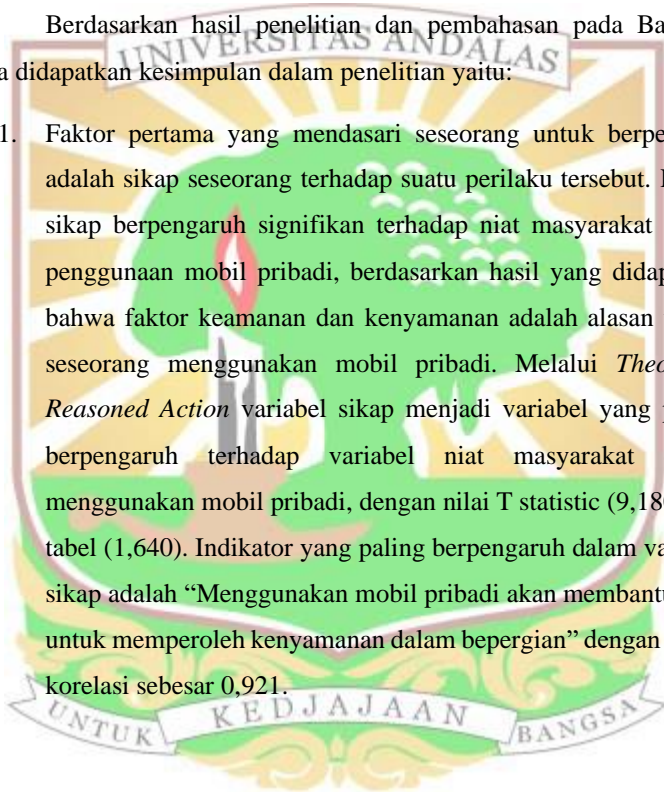 Berdasarkan hasil penelitian dan pembahasan pada Ba
UNIVERSITAS ANDALAS
a didapatkan kesimpulan dalam penelitian yaitu:
1. Faktor pertama yang mendasari seseorang untuk berpe
adalah sikap seseorang terhadap suatu perilaku tersebut.
sikap berpengaruh signifikan terhadap niat masyarakat
penggunaan mobil pribadi, berdasarkan hasil yang didap
bahwa faktor keamanan dan kenyamanan adalah alasan
seseorang menggunakan mobil pribadi. Melalui Theo
Reasoned Action variabel sikap menjadi variabel yang
berpengaruh terhadap variabel niat masyarakat
menggunakan mobil pribadi, dengan nilai T statistic (9,18
tabel (1,640). Indikator yang paling berpengaruh dalam va
sikap adalah “Menggunakan mobil pribadi akan membantu
untuk memperoleh kenyamanan dalam bepergian” dengan
korelasi sebesar 0,921.
UNTUK KEDJAJAAN BANGSA